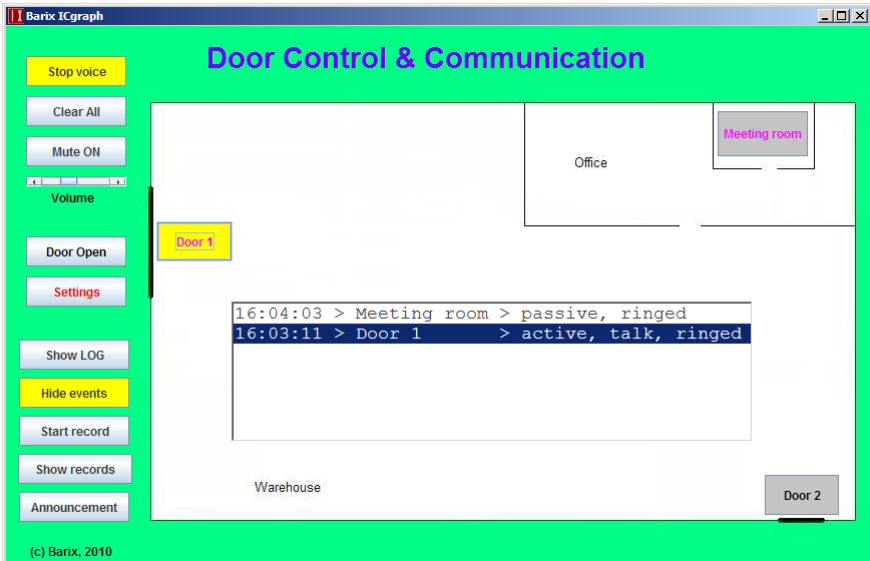 Barix ICgraph
Door Control & Communication
Stop voice
Clear All
Mute ON
Volume
Door Open
Settings
Show LOG
Hide events
Start record
Show records
Announcement
(c) Barix, 2010
Office
Meeting room
Door 1
16:04:03 > Meeting room > passive, ringed
16:03:11 > Door 1 > active, talk, ringed
Warehouse
Door 2